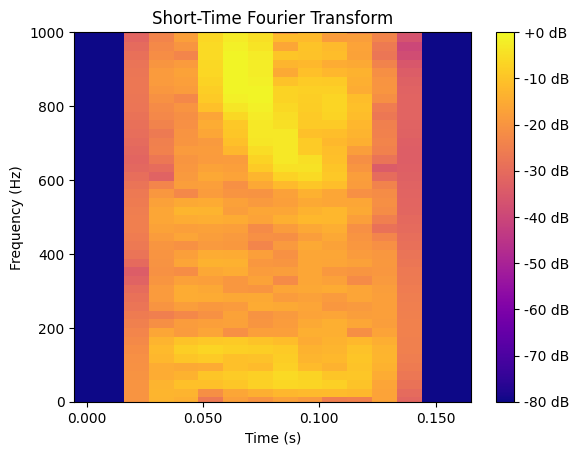 Short-Time Fourier Transform
1000
800
600
400
200
0
Frequency (Hz)
0.000
0.050
0.100
0.150
Time (s)
+0 dB
-10 dB
-20 dB
-30 dB
-40 dB
-50 dB
-60 dB
-70 dB
-80 dB